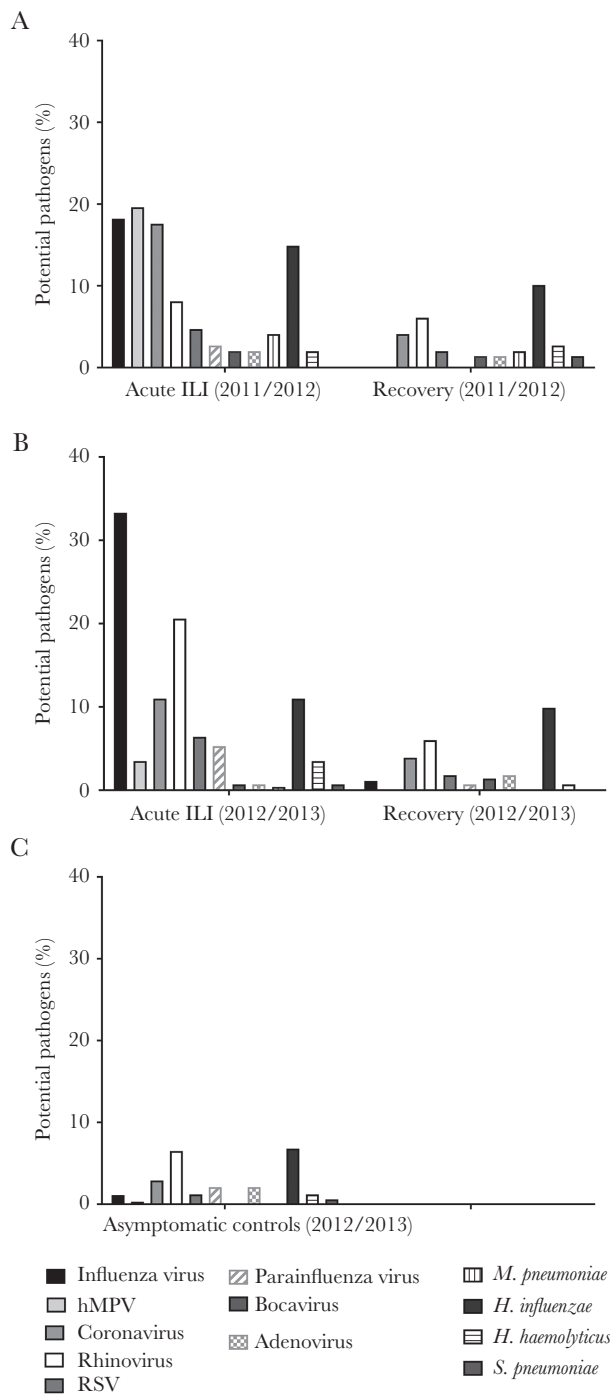 A
40
30
20
10
0
Potential pathogens (%)
Acute ILI (2011/2012) Recovery (2011/2012)
B
40
30
20
10
0
Potential pathogens (%)
Acute ILI (2012/2013) Recovery (2012/2013)
C
40
30
20
10
0
Potential pathogens (%)
Asymptomatic controls (2012/2013)
Influenza virus
hMPV
Coronavirus
Rhinovirus
RSV
Parainfluenza virus
Bocavirus
Adenovirus
M. pneumoniae
H. influenzae
H. haemolyticus
S. pneumoniae